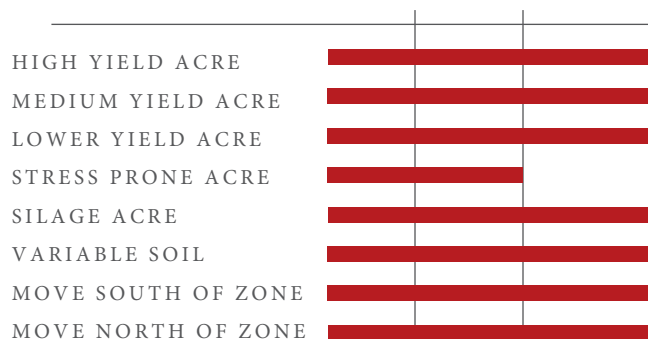 HIGH YIELD ACRE
MEDIUM YIELD ACRE
LOWER YIELD ACRE
STRESS PRONE ACRE
SILAGE ACRE
VARIABLE SOIL
MOVE SOUTH OF ZONE
MOVE NORTH OF ZONE